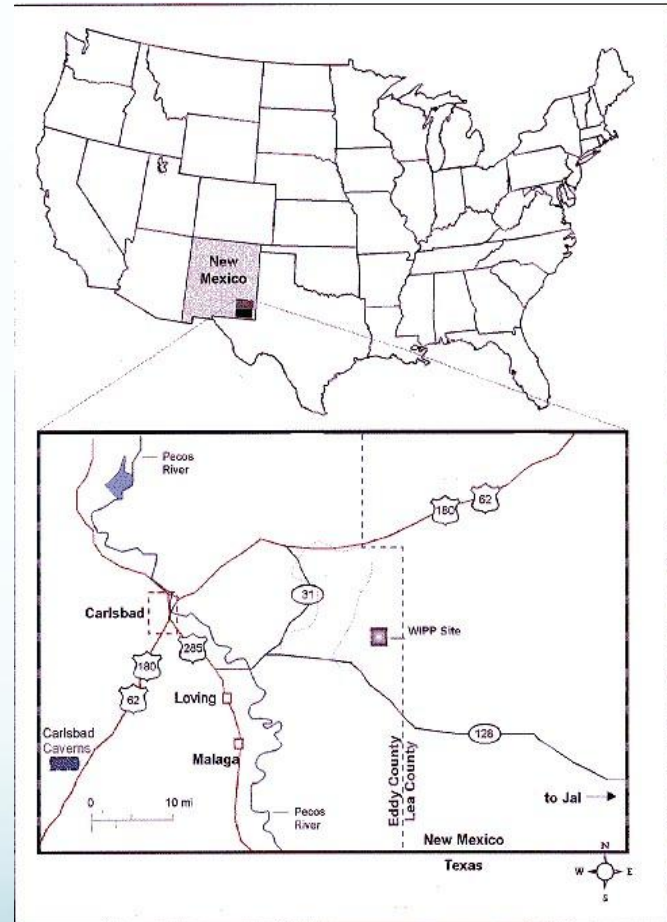 New
Mexico
Pecos
River
180
62
31
Carlsbad
WIPP Site
285
180
62
Loving
Carlsbad
Caverns
Malaga
128
0
10 mi
Eddy County
Lea County
to Jal
Pecos
River
New Mexico
Texas
N
W
E
S